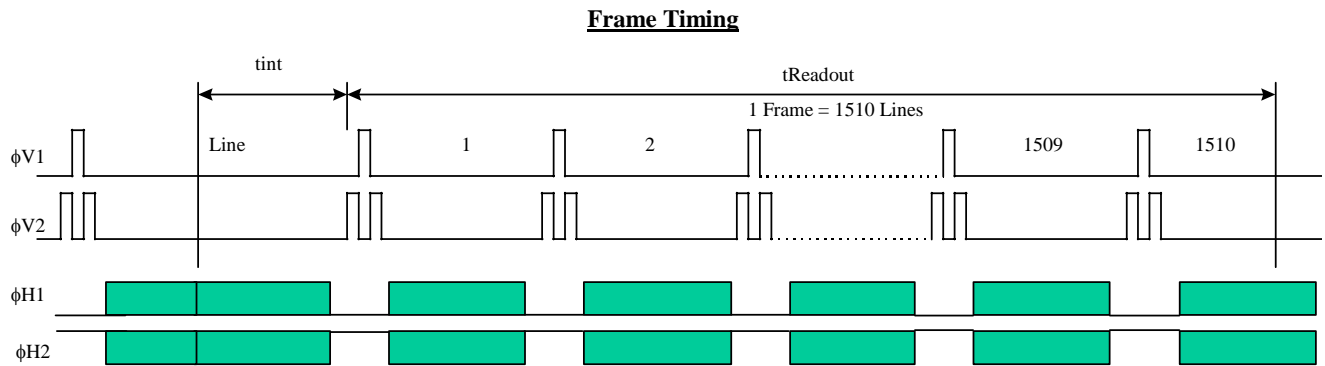 Frame Timing
tint
tReadout
1 Frame = 1510 Lines
ϕV1
Line
1
2
1509
1510
ϕV2
ϕH1
ϕH2